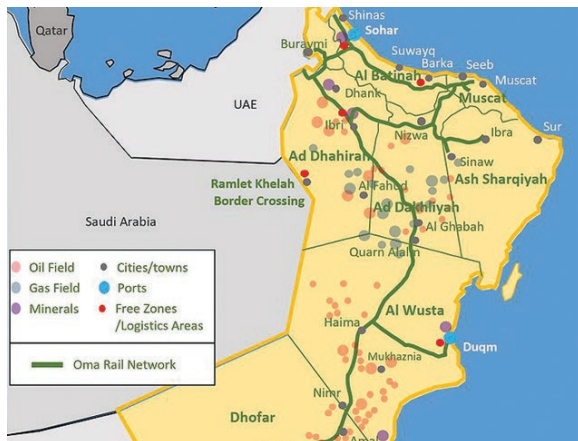 Qatar
Shinas
Sohar
Buraymi
Suwayq
Barka
Seeb
Al Batinah
Muscat
Muscat
Dhank
UAE
Ibri
Nizwa
Ibra
Sur
Ad Dhahirah
Sinaw
Ramlet Khelah
Border Crossing
Al Fahud
Ash Sharqiyah
Ad Dakhliyah
Saudi Arabia
Al Ghabah
Quarn Alalin
Oil Field
Cities/towns
Gas Field
Ports
Minerals
Free Zones
/Logistics Areas
Al Wusta
Haima
Duqm
Oma Rail Network
Mukhaznia
Nimr
Dhofar